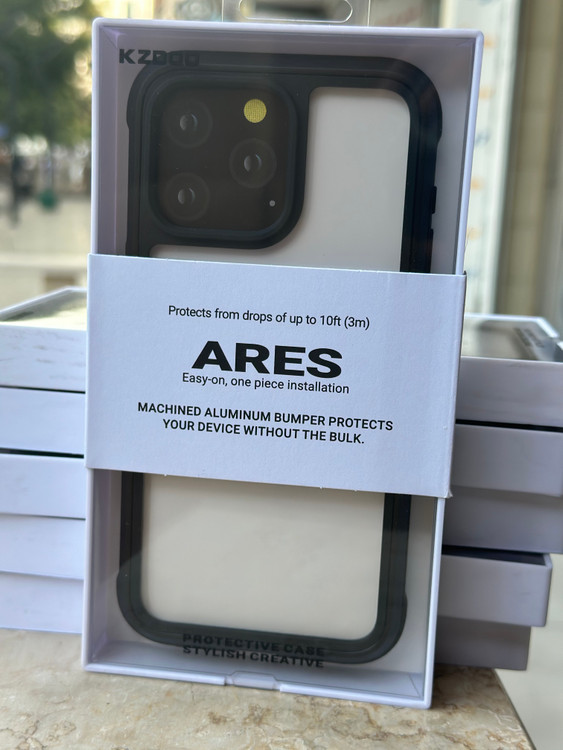 KZDOO
Protects from drops of up to 10ft (3m)
ARES
Easy-on, one piece installation
MACHINED ALUMINUM BUMPER PROTECTS
YOUR DEVICE WITHOUT THE BULK.
PROTECTIVE CASE
STYLISH CREATIVE